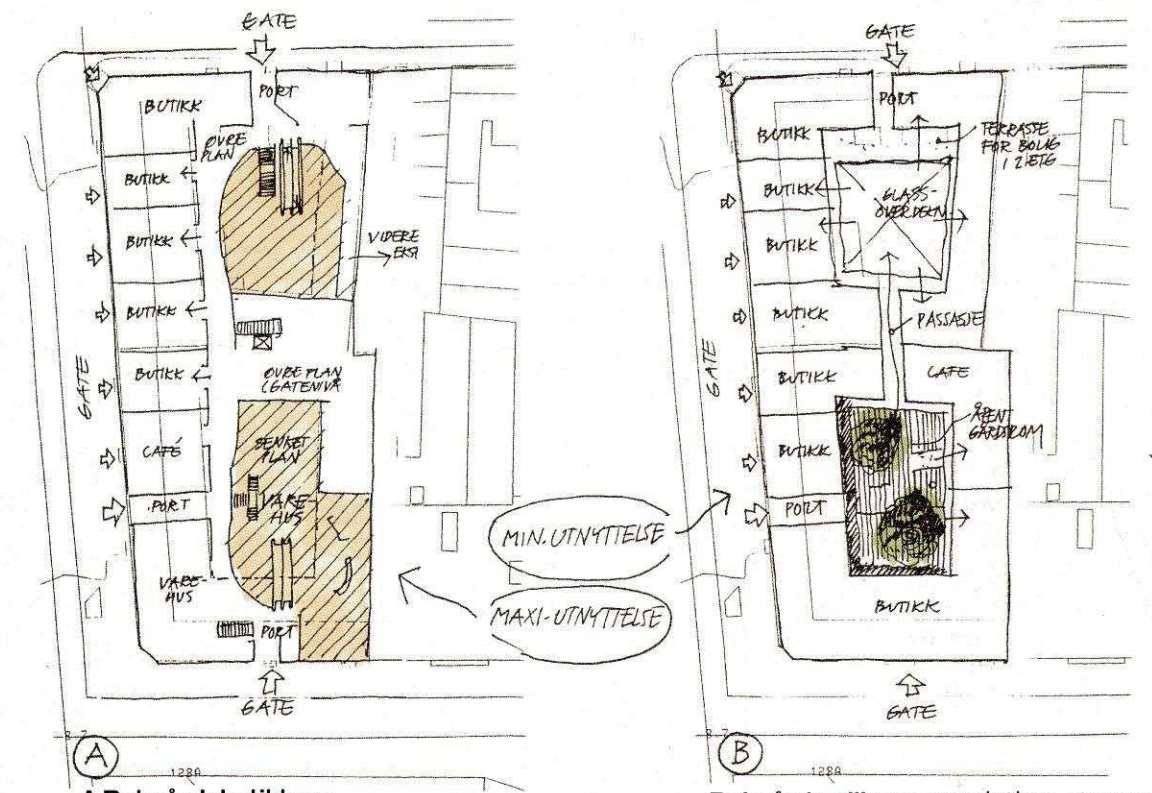 GATE
PORT
BUTIKK
ØVRE
PLAN
BUTIKK
BUTIKK
VIDERE
BUTIKK
BUTIKK
ØVRE PLAN
(GATENIVÅ
GATE
CAFÉ
SENKET
PLAN
VARE-
HUS
PORT
VARE-
HUS
PORT
GATE
A
128A
MIN. UTNYTTELSE
MAXI-UTNYTTELSE
GATE
PORT
TERRASSE
FOR BOLIG
I 2. ETG
BUTIKK
BUTIKK
GLASS-
OVERDEKN
BUTIKK
BUTIKK
PASSASJE
GATE
BUTIKK
CAFE
ÅPENT
GÅRDSROM
BUTIKK
PORT
BUTIKK
GATE
B
128A